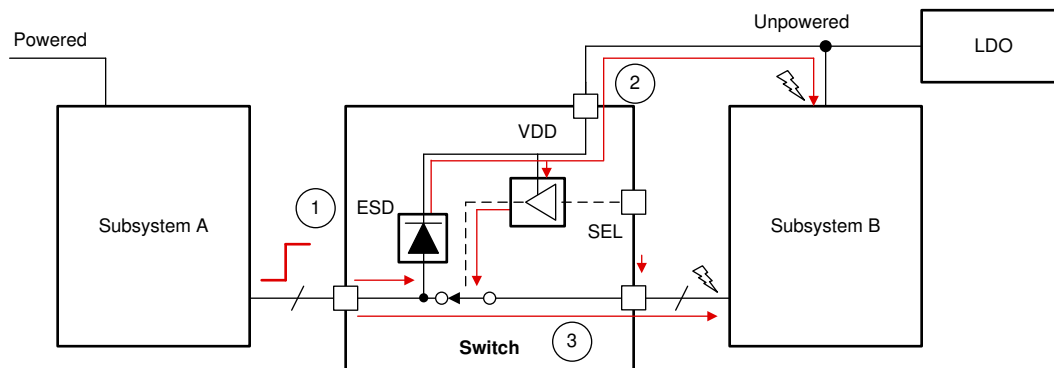 Unpowered
LDO
Powered
2
VDD
1
ESD
Subsystem A
SEL
Subsystem B
Switch
3